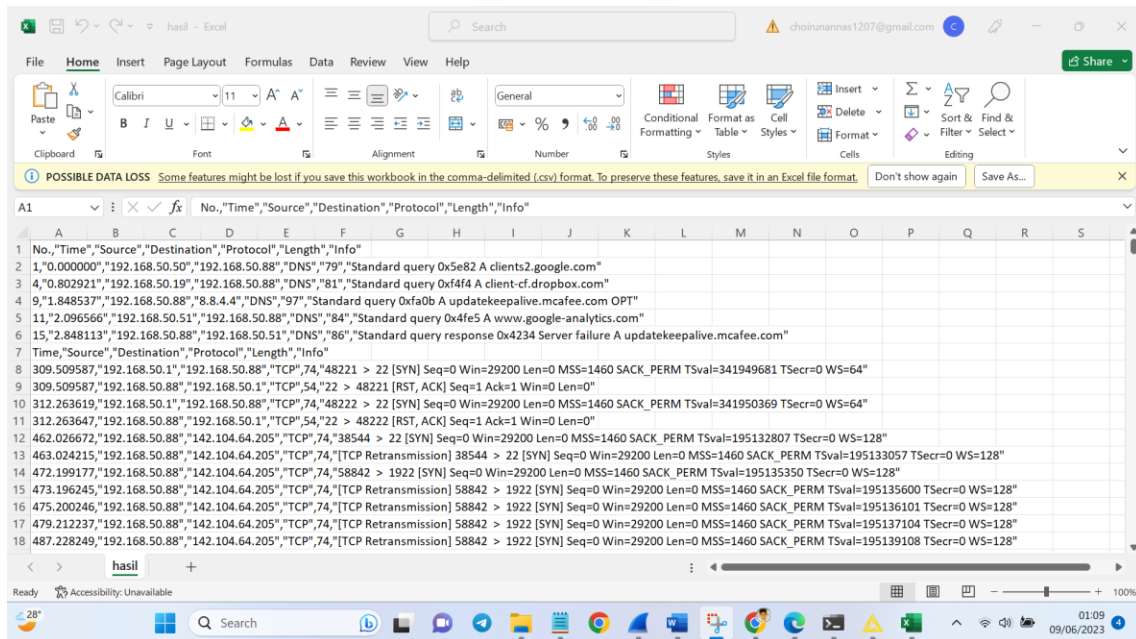 hasil - Excel
Search
choirunannas1207@gmail.com
C
File Home Insert Page Layout Formulas Data Review View Help
Share
Paste
Calibri 11
General
Conditional Formatting
Format as Table
Cell Styles
Insert
Delete
Format
Sort & Filter
Find & Select
Clipboard Font Alignment Number Styles Cells Editing
POSSIBLE DATA LOSS Some features might be lost if you save this workbook in the comma-delimited (.csv) format. To preserve these features, save it in an Excel file format. Don't show again Save As...
A1 fx No.,"Time","Source","Destination","Protocol","Length","Info"
A B C D E F G H I J K L M N O P Q R S
1 No.,"Time","Source","Destination","Protocol","Length","Info"
2 1,"0.000000","192.168.50.50","192.168.50.88","DNS","79","Standard query 0x5e82 A clients2.google.com"
3 4,"0.802921","192.168.50.19","192.168.50.88","DNS","81","Standard query 0xf4f4 A client-cf.dropbox.com"
4 9,"1.848537","192.168.50.88","8.8.4.4","DNS","97","Standard query 0xfa0b A updatekeepalive.mcafee.com OPT"
5 11,"2.096566","192.168.50.51","192.168.50.88","DNS","84","Standard query 0x4fe5 A www.google-analytics.com"
6 15,"2.848113","192.168.50.88","192.168.50.51","DNS","86","Standard query response 0x4234 Server failure A updatekeepalive.mcafee.com"
7 Time,"Source","Destination","Protocol","Length","Info"
8 309.509587,"192.168.50.1","192.168.50.88","TCP",74,"48221 > 22 [SYN] Seq=0 Win=29200 Len=0 MSS=1460 SACK_PERM TSval=341949681 TSecr=0 WS=64"
9 309.509587,"192.168.50.88","192.168.50.1","TCP",54,"22 > 48221 [RST, ACK] Seq=1 Ack=1 Win=0 Len=0"
10 312.263619,"192.168.50.1","192.168.50.88","TCP",74,"48222 > 22 [SYN] Seq=0 Win=29200 Len=0 MSS=1460 SACK_PERM TSval=341950369 TSecr=0 WS=64"
11 312.263647,"192.168.50.88","192.168.50.1","TCP",54,"22 > 48222 [RST, ACK] Seq=1 Ack=1 Win=0 Len=0"
12 462.026672,"192.168.50.88","142.104.64.205","TCP",74,"38544 > 22 [SYN] Seq=0 Win=29200 Len=0 MSS=1460 SACK_PERM TSval=195132807 TSecr=0 WS=128"
13 463.024215,"192.168.50.88","142.104.64.205","TCP",74,"[TCP Retransmission] 38544 > 22 [SYN] Seq=0 Win=29200 Len=0 MSS=1460 SACK_PERM TSval=195133057 TSecr=0 WS=128"
14 472.199177,"192.168.50.88","142.104.64.205","TCP",74,"58842 > 1922 [SYN] Seq=0 Win=29200 Len=0 MSS=1460 SACK_PERM TSval=195135350 TSecr=0 WS=128"
15 473.196245,"192.168.50.88","142.104.64.205","TCP",74,"[TCP Retransmission] 58842 > 1922 [SYN] Seq=0 Win=29200 Len=0 MSS=1460 SACK_PERM TSval=195135600 TSecr=0 WS=128"
16 475.200246,"192.168.50.88","142.104.64.205","TCP",74,"[TCP Retransmission] 58842 > 1922 [SYN] Seq=0 Win=29200 Len=0 MSS=1460 SACK_PERM TSval=195136101 TSecr=0 WS=128"
17 479.212237,"192.168.50.88","142.104.64.205","TCP",74,"[TCP Retransmission] 58842 > 1922 [SYN] Seq=0 Win=29200 Len=0 MSS=1460 SACK_PERM TSval=195137104 TSecr=0 WS=128"
18 487.228249,"192.168.50.88","142.104.64.205","TCP",74,"[TCP Retransmission] 58842 > 1922 [SYN] Seq=0 Win=29200 Len=0 MSS=1460 SACK_PERM TSval=195139108 TSecr=0 WS=128"
hasil
Ready Accessibility: Unavailable 100%
28° Search 01:09
09/06/2023 4